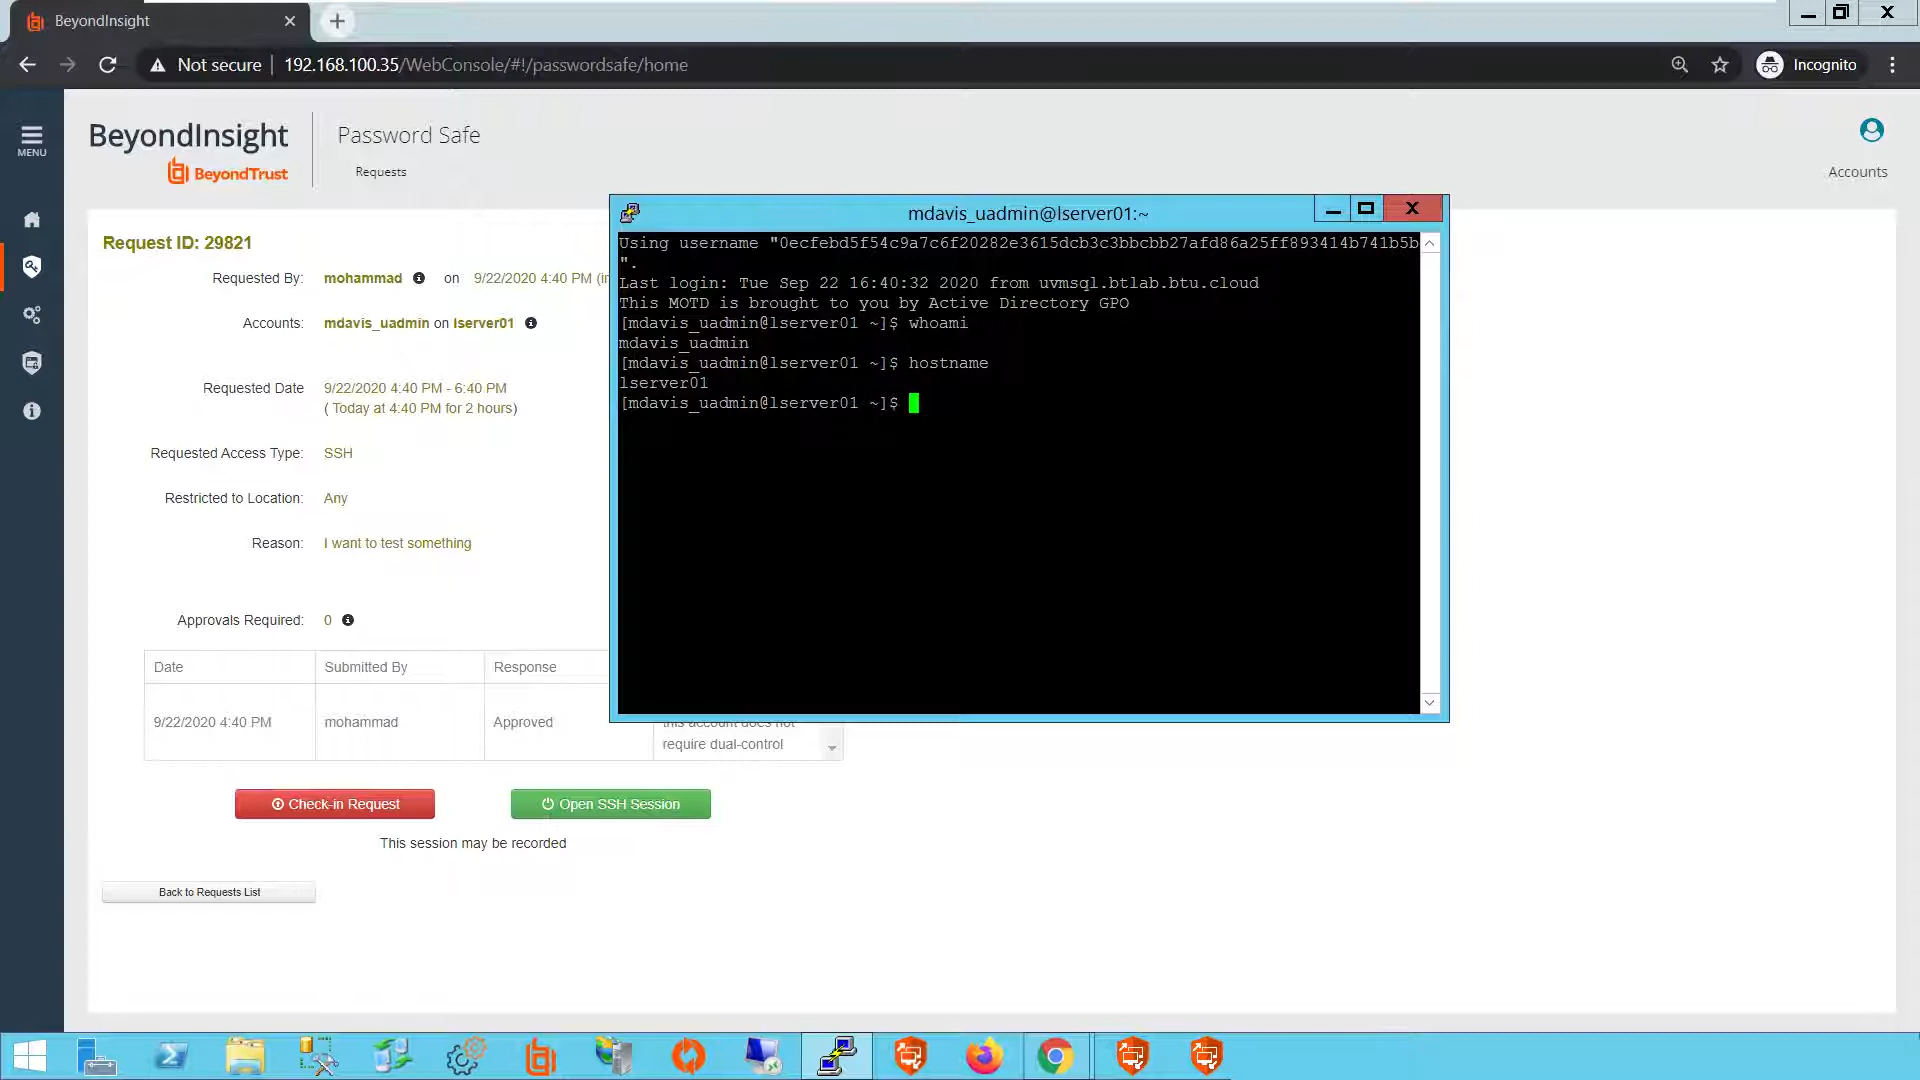 BeyondInsight
Not secure | 192.168.100.35/WebConsole/#!/passwordsafe/home
Incognito
MENU
BeyondInsight
BeyondTrust
Password Safe
Requests
Accounts
Request ID: 29821
Requested By: mohammad on 9/22/2020 4:40 PM
Accounts: mdavis_uadmin on lserver01
Requested Date 9/22/2020 4:40 PM - 6:40 PM
( Today at 4:40 PM for 2 hours)
Requested Access Type: SSH
Restricted to Location: Any
Reason: I want to test something
Approvals Required: 0
Date Submitted By Response
9/22/2020 4:40 PM mohammad Approved
this account does not
require dual-control
Check-in Request
Open SSH Session
This session may be recorded
Back to Requests List
mdavis_uadmin@lserver01:~
Using username "0ecfebd5f54c9a7c6f20282e3615dcb3c3bbcbb27afd86a25ff893414b741b5b
".
Last login: Tue Sep 22 16:40:32 2020 from uvmsql.btlab.btu.cloud
This MOTD is brought to you by Active Directory GPO
[mdavis_uadmin@lserver01 ~]$ whoami
mdavis_uadmin
[mdavis_uadmin@lserver01 ~]$ hostname
lserver01
[mdavis_uadmin@lserver01 ~]$